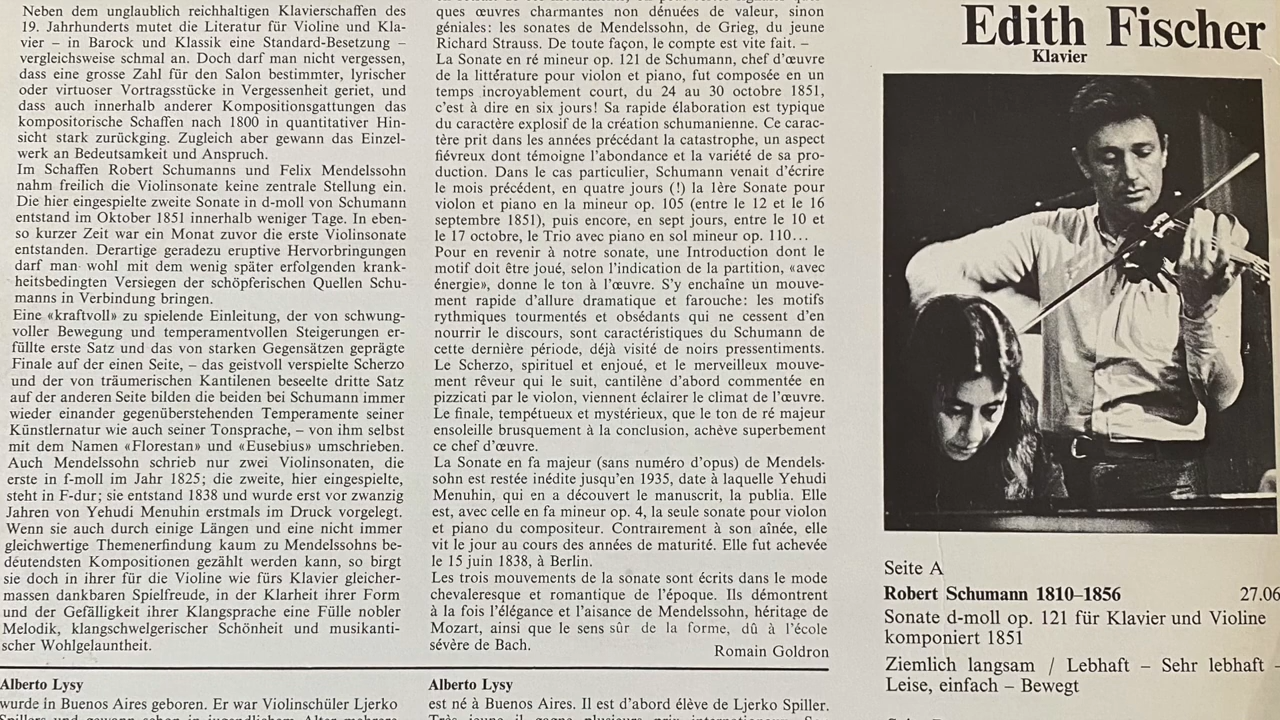 Neben dem unglaublich reichhaltigen Klavierschaffen des
19. Jahrhunderts mutet die Literatur für Violine und Kla-
vier – in Barock und Klassik eine Standard-Besetzung –
vergleichsweise schmal an. Doch darf man nicht vergessen,
dass eine grosse Zahl für den Salon bestimmter, lyrischer
oder virtuoser Vortragsstücke in Vergessenheit geriet, und
dass auch innerhalb anderer Kompositionsgattungen das
kompositorische Schaffen nach 1800 in quantitativer Hin-
sicht stark zurückging. Zugleich aber gewann das Einzel-
werk an Bedeutsamkeit und Anspruch.
Im Schaffen Robert Schumanns und Felix Mendelssohn
nahm freilich die Violinsonate keine zentrale Stellung ein.
Die hier eingespielte zweite Sonate in d-moll von Schumann
entstand im Oktober 1851 innerhalb weniger Tage. In eben-
so kurzer Zeit war ein Monat zuvor die erste Violinsonate
entstanden. Derartige geradezu eruptive Hervorbringungen
darf man wohl mit dem wenig später erfolgenden krank-
heitsbedingten Versiegen der schöpferischen Quellen Schu-
manns in Verbindung bringen.
Eine «kraftvoll» zu spielende Einleitung, der von schwung-
voller Bewegung und temperamentvollen Steigerungen er-
füllte erste Satz und das von starken Gegensätzen geprägte
Finale auf der einen Seite, – das geistvoll verspielte Scherzo
und der von träumerischen Kantilenen beseelte dritte Satz
auf der anderen Seite bilden die beiden bei Schumann immer
wieder einander gegenüberstehenden Temperamente seiner
Künstlernatur wie auch seiner Tonsprache, – von ihm selbst
mit dem Namen «Florestan» und «Eusebius» umschrieben.
Auch Mendelssohn schrieb nur zwei Violinsonaten, die
erste in f-moll im Jahr 1825; die zweite, hier eingespielte,
steht in F-dur; sie entstand 1838 und wurde erst vor zwanzig
Jahren von Yehudi Menuhin erstmals im Druck vorgelegt.
Wenn sie auch durch einige Längen und eine nicht immer
gleichwertige Themenerfindung kaum zu Mendelssohns be-
deutendsten Kompositionen gezählt werden kann, so birgt
sie doch in ihrer für die Violine wie fürs Klavier gleicher-
massen dankbaren Spielfreude, in der Klarheit ihrer Form
und der Gefälligkeit ihrer Klangsprache eine Fülle nobler
Melodik, klangschwelgerischer Schönheit und musikanti-
scher Wohlgelauntheit.
Alberto Lysy
wurde in Buenos Aires geboren. Er war Violinschüler Ljerko
ques œuvres charmantes non dénuées de valeur, sinon
géniales: les sonates de Mendelssohn, de Grieg, du jeune
Richard Strauss. De toute façon, le compte est vite fait. –
La Sonate en ré mineur op. 121 de Schumann, chef d'œuvre
de la littérature pour violon et piano, fut composée en un
temps incroyablement court, du 24 au 30 octobre 1851,
c'est à dire en six jours! Sa rapide élaboration est typique
du caractère explosif de la création schumanienne. Ce carac-
tère prit dans les années précédant la catastrophe, un aspect
fiévreux dont témoigne l'abondance et la variété de sa pro-
duction. Dans le cas particulier, Schumann venait d'écrire
le mois précédent, en quatre jours (!) la 1ère Sonate pour
violon et piano en la mineur op. 105 (entre le 12 et le 16
septembre 1851), puis encore, en sept jours, entre le 10 et
le 17 octobre, le Trio avec piano en sol mineur op. 110...
Pour en revenir à notre sonate, une Introduction dont le
motif doit être joué, selon l'indication de la partition, «avec
énergie», donne le ton à l'œuvre. S'y enchaîne un mouve-
ment rapide d'allure dramatique et farouche: les motifs
rythmiques tourmentés et obsédants qui ne cessent d'en
nourrir le discours, sont caractéristiques du Schumann de
cette dernière période, déjà visité de noirs pressentiments.
Le Scherzo, spirituel et enjoué, et le merveilleux mouve-
ment rêveur qui le suit, cantilène d'abord commentée en
pizzicati par le violon, viennent éclairer le climat de l'œuvre.
Le finale, tempétueux et mystérieux, que le ton de ré majeur
ensoleille brusquement à la conclusion, achève superbement
ce chef d'œuvre.
La Sonate en fa majeur (sans numéro d'opus) de Mendels-
sohn est restée inédite jusqu'en 1935, date à laquelle Yehudi
Menuhin, qui en a découvert le manuscrit, la publia. Elle
est, avec celle en fa mineur op. 4, la seule sonate pour violon
et piano du compositeur. Contrairement à son aînée, elle
vit le jour au cours des années de maturité. Elle fut achevée
le 15 juin 1838, à Berlin.
Les trois mouvements de la sonate sont écrits dans le mode
chevaleresque et romantique de l'époque. Ils démontrent
à la fois l'élégance et l'aisance de Mendelssohn, héritage de
Mozart, ainsi que le sens sûr de la forme, dû à l'école
sévère de Bach.
Romain Goldron
Alberto Lysy
est né à Buenos Aires. Il est d'abord élève de Ljerko Spiller.
Très jeune il gagne plusieurs prix
Edith Fischer
Klavier
Seite A
Robert Schumann 1810–1856 27.06
Sonate d-moll op. 121 für Klavier und Violine
komponiert 1851
Ziemlich langsam / Lebhaft – Sehr lebhaft –
Leise, einfach – Bewegt